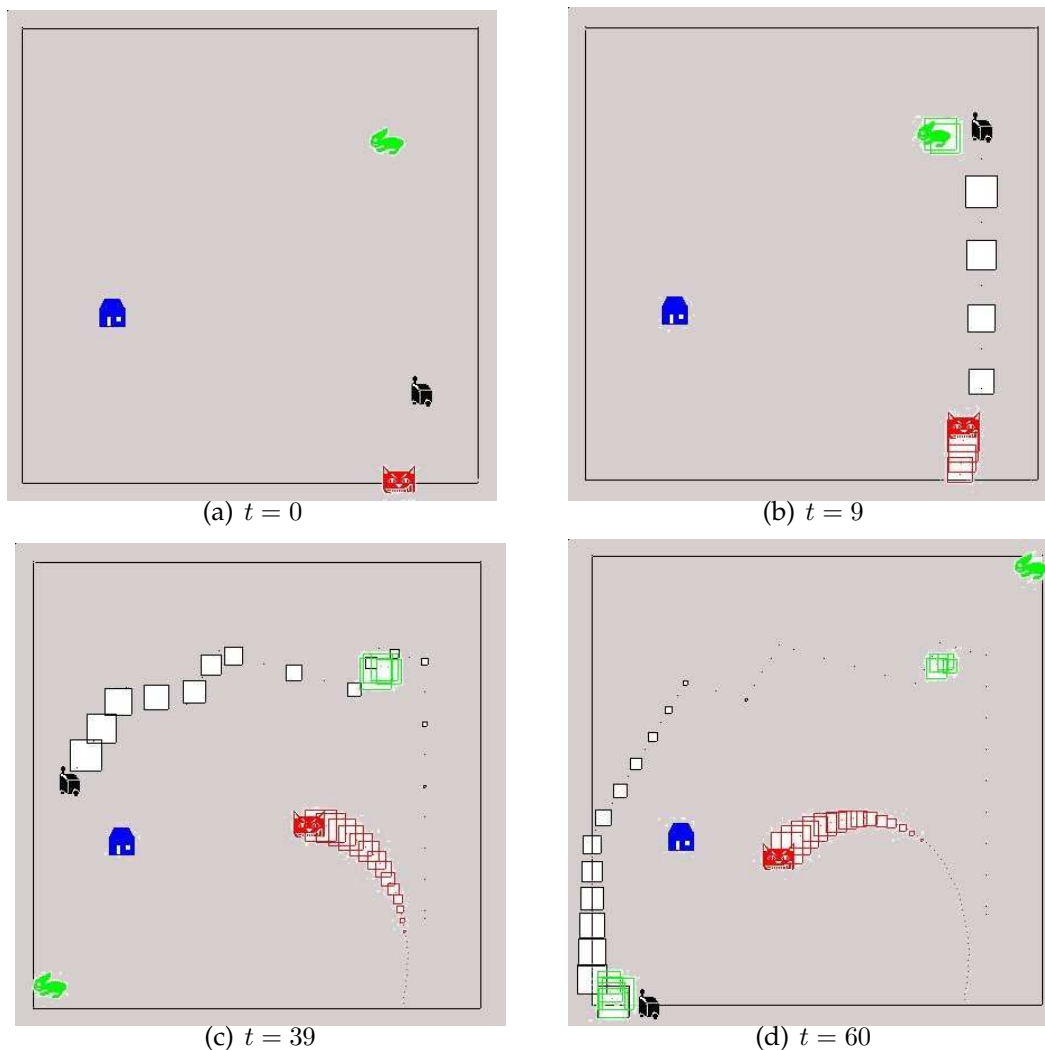 (a) t = 0
(b) t = 9
(c) t = 39
(d) t = 60